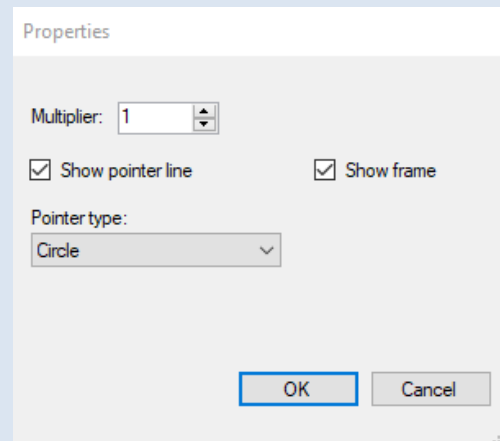 Properties
Multiplier: 1
Show pointer line Show frame
Pointer type:
Circle
OK Cancel